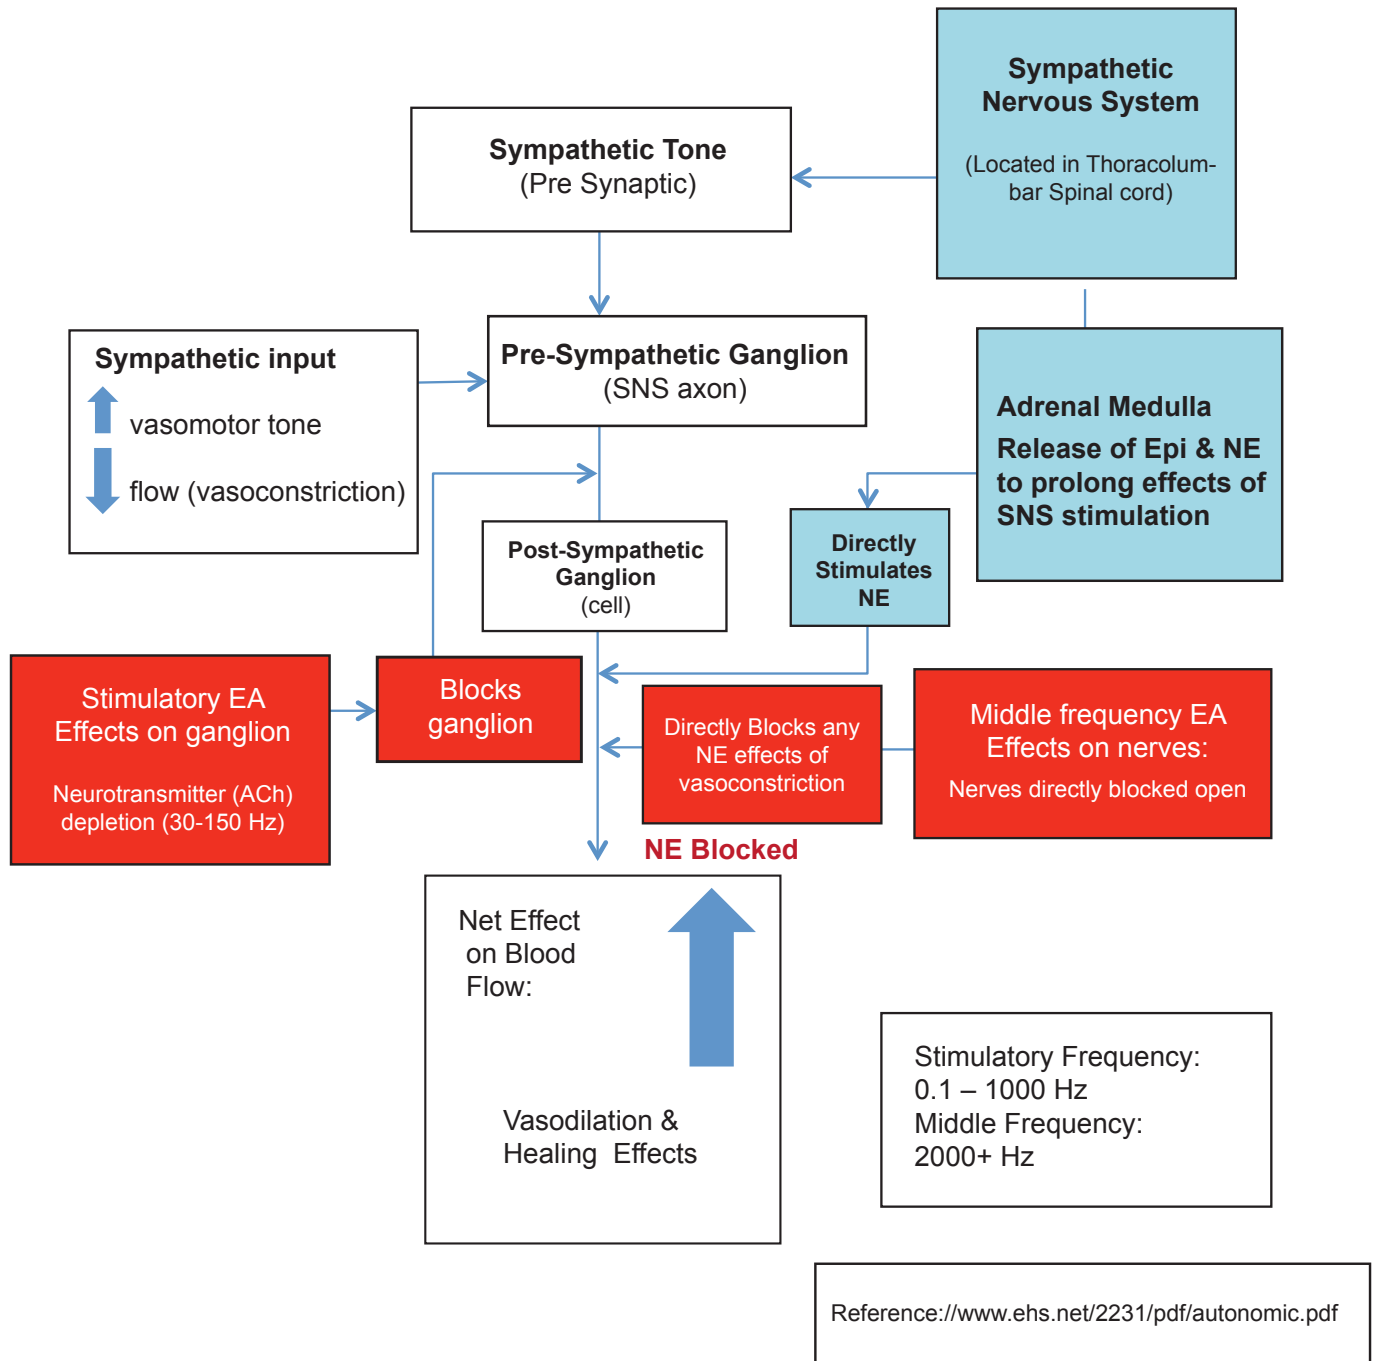 Sympathetic
Nervous System
(Located in Thoracolum-
bar Spinal cord)
Sympathetic Tone
(Pre Synaptic)
Sympathetic input
vasomotor tone
flow (vasoconstriction)
Pre-Sympathetic Ganglion
(SNS axon)
Adrenal Medulla
Release of Epi & NE
to prolong effects of
SNS stimulation
Post-Sympathetic
Ganglion
(cell)
Directly
Stimulates
NE
Stimulatory EA
Effects on ganglion
Neurotransmitter (ACh)
depletion (30-150 Hz)
Blocks
ganglion
Directly Blocks any
NE effects of
vasoconstriction
Middle frequency EA
Effects on nerves:
Nerves directly blocked open
NE Blocked
Net Effect
on Blood
Flow:
Vasodilation &
Healing Effects
Stimulatory Frequency:
0.1 – 1000 Hz
Middle Frequency:
2000+ Hz
Reference://www.ehs.net/2231/pdf/autonomic.pdf